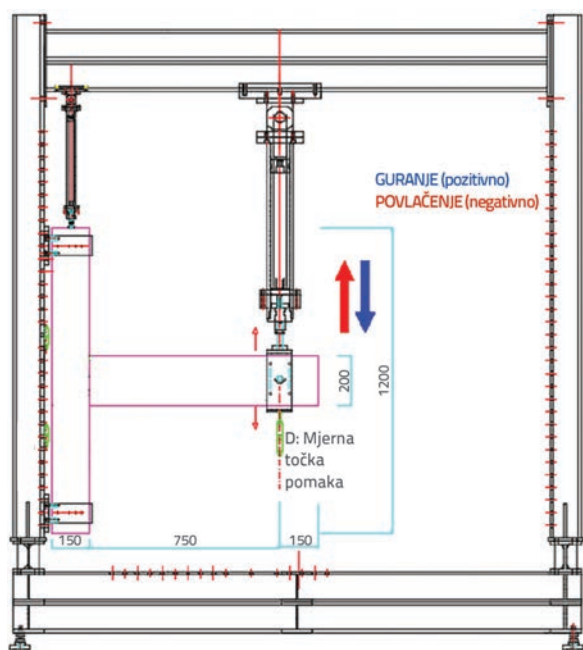 GURANJE (pozitivno)
POVLAČENJE (negativno)
200
1200
D: Mjerna
točka
pomaka
150
750
150